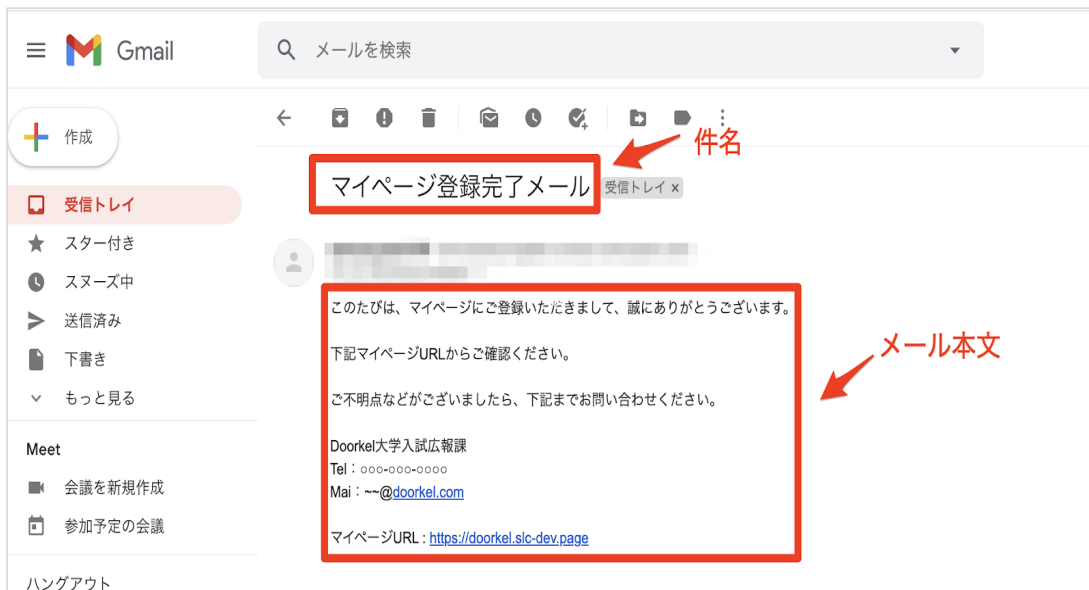 Gmail
メールを検索
作成
件名
マイページ登録完了メール
受信トレイ ×
受信トレイ
スター付き
スヌーズ中
送信済み
下書き
もっと見る
Meet
会議を新規作成
参加予定の会議
ハングアウト
このたびは、マイページにご登録いただきまして、誠にありがとうございます。
下記マイページURLからご確認ください。
ご不明点などがございましたら、下記までお問い合わせください。
Doorkel大学入試広報課
Tel：○○○-○○○-○○○○
Mai：~~@doorkel.com
マイページURL : https://doorkel.slc-dev.page
メール本文